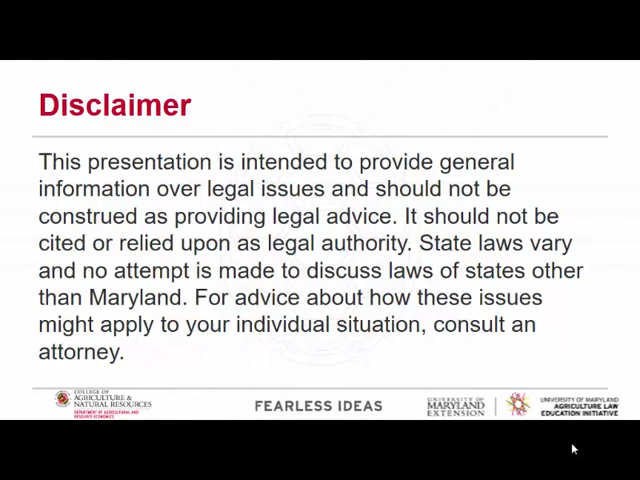 Disclaimer
This presentation is intended to provide general
information over legal issues and should not be
construed as providing legal advice. It should not be
cited or relied upon as legal authority. State laws vary
and no attempt is made to discuss laws of states other
than Maryland. For advice about how these issues
might apply to your individual situation, consult an
attorney.
COLLEGE OF
AGRICULTURE &
NATURAL RESOURCES
DEPARTMENT OF AGRICULTURAL AND
RESOURCE ECONOMICS
FEARLESS IDEAS
UNIVERSITY OF
MARYLAND
EXTENSION
UNIVERSITY OF MARYLAND
AGRICULTURE LAW
EDUCATION INITIATIVE